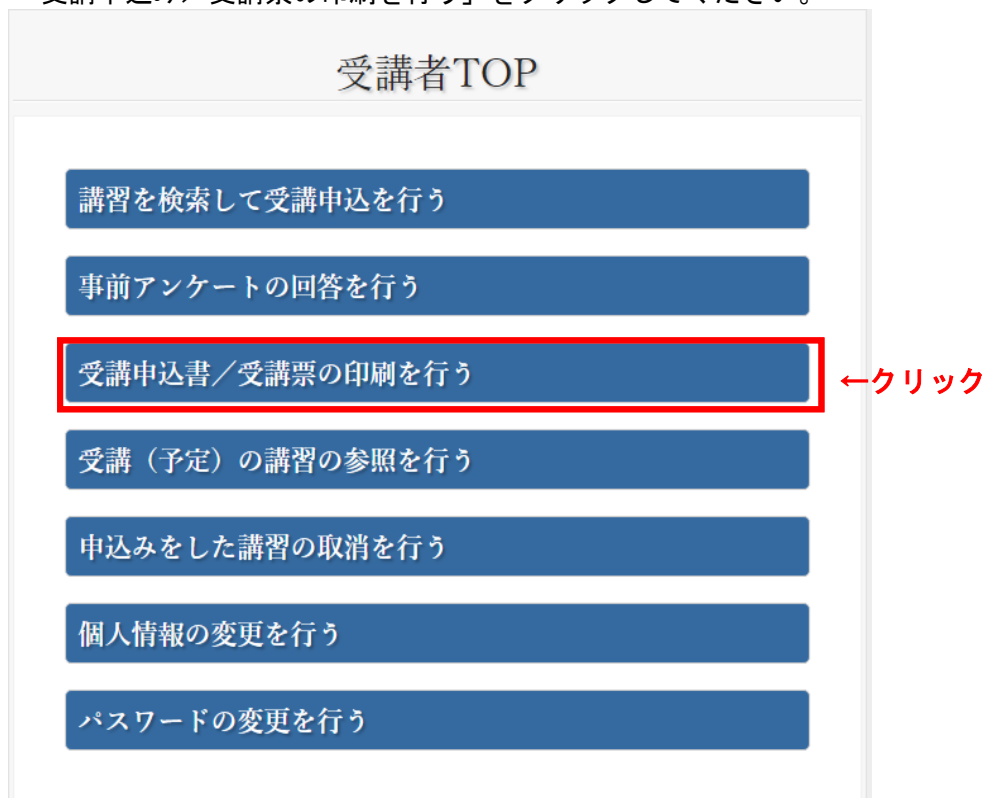 受講者TOP
講習を検索して受講申込を行う
事前アンケートの回答を行う
受講申込書／受講票の印刷を行う
←クリック
受講（予定）の講習の参照を行う
申込みをした講習の取消を行う
個人情報の変更を行う
パスワードの変更を行う